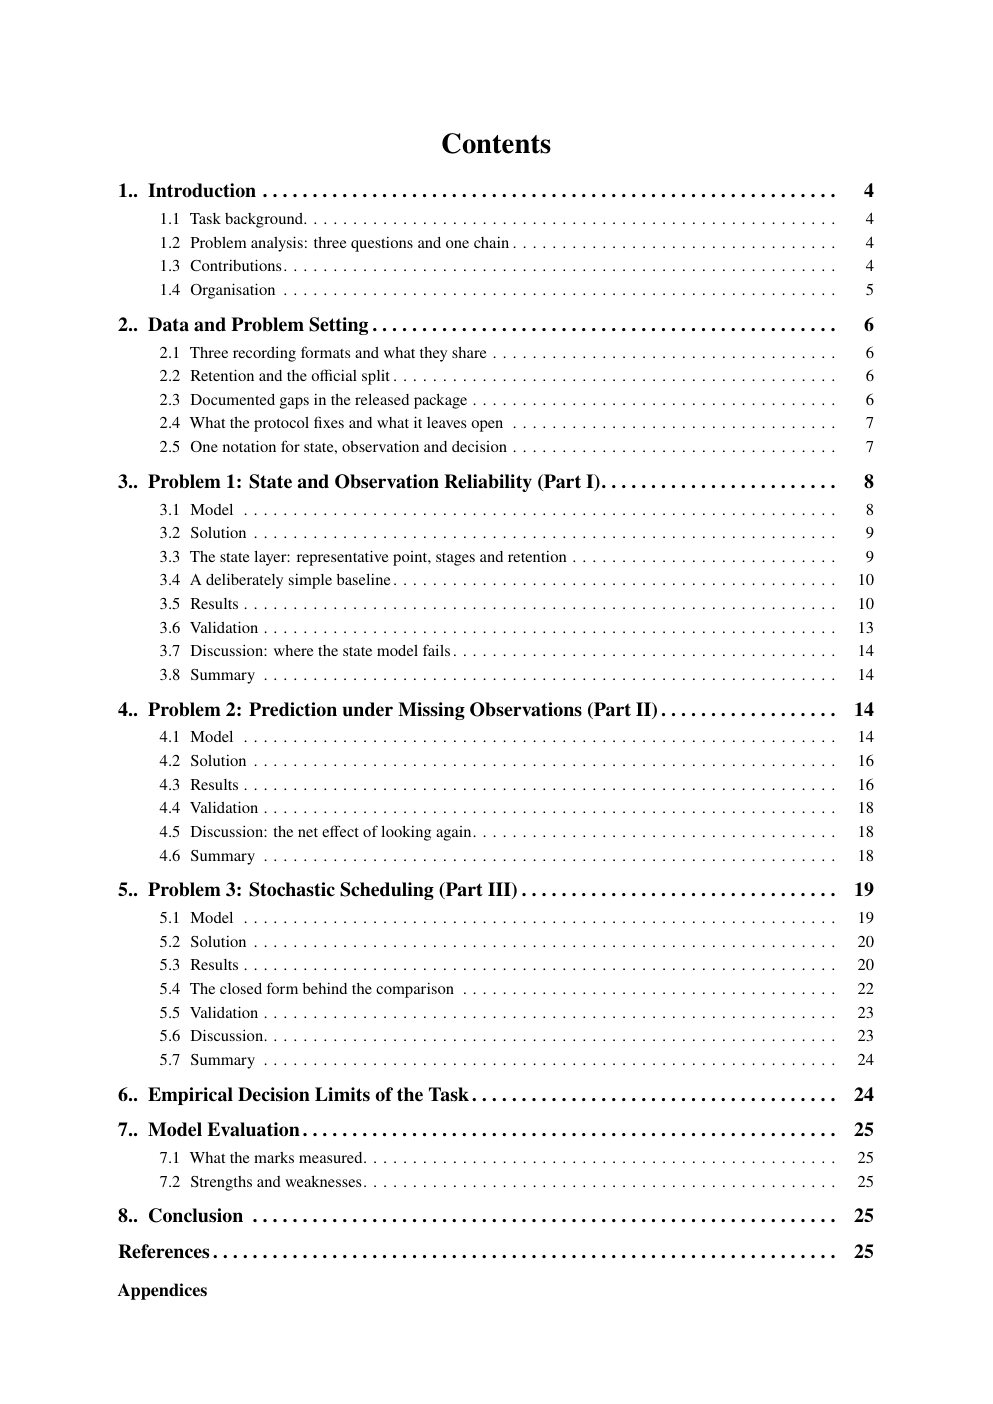 Contents
1.. Introduction . . . . . . . . . . . . . . . . . . . . . . . . . . . . . . 4
1.1 Task background. . . . . . . . . . . . . . . . . . . . . . . . . . . . . . 4
1.2 Problem analysis: three questions and one chain . . . . . . . . . . . . . . . . . . . . 4
1.3 Contributions. . . . . . . . . . . . . . . . . . . . . . . . . . . . . . 4
1.4 Organisation . . . . . . . . . . . . . . . . . . . . . . . . . . . . . . 5
2.. Data and Problem Setting . . . . . . . . . . . . . . . . . . . . . . . . . 6
2.1 Three recording formats and what they share . . . . . . . . . . . . . . . . . . . . 6
2.2 Retention and the official split . . . . . . . . . . . . . . . . . . . . . . . . . 6
2.3 Documented gaps in the released package . . . . . . . . . . . . . . . . . . . . 6
2.4 What the protocol fixes and what it leaves open . . . . . . . . . . . . . . . . . . . . 7
2.5 One notation for state, observation and decision . . . . . . . . . . . . . . . . . . . . 7
3.. Problem 1: State and Observation Reliability (Part I). . . . . . . . . . . . . . . 8
3.1 Model . . . . . . . . . . . . . . . . . . . . . . . . . . . . . . 8
3.2 Solution . . . . . . . . . . . . . . . . . . . . . . . . . . . . . . 9
3.3 The state layer: representative point, stages and retention . . . . . . . . . . . . . . . 9
3.4 A deliberately simple baseline . . . . . . . . . . . . . . . . . . . . . . . . . 10
3.5 Results . . . . . . . . . . . . . . . . . . . . . . . . . . . . . . 10
3.6 Validation . . . . . . . . . . . . . . . . . . . . . . . . . . . . . . 13
3.7 Discussion: where the state model fails . . . . . . . . . . . . . . . . . . . . 14
3.8 Summary . . . . . . . . . . . . . . . . . . . . . . . . . . . . . . 14
4.. Problem 2: Prediction under Missing Observations (Part II) . . . . . . . . . . . . 14
4.1 Model . . . . . . . . . . . . . . . . . . . . . . . . . . . . . . 14
4.2 Solution . . . . . . . . . . . . . . . . . . . . . . . . . . . . . . 16
4.3 Results . . . . . . . . . . . . . . . . . . . . . . . . . . . . . . 16
4.4 Validation . . . . . . . . . . . . . . . . . . . . . . . . . . . . . . 18
4.5 Discussion: the net effect of looking again. . . . . . . . . . . . . . . . . . . . 18
4.6 Summary . . . . . . . . . . . . . . . . . . . . . . . . . . . . . . 18
5.. Problem 3: Stochastic Scheduling (Part III) . . . . . . . . . . . . . . . . . . . . 19
5.1 Model . . . . . . . . . . . . . . . . . . . . . . . . . . . . . . 19
5.2 Solution . . . . . . . . . . . . . . . . . . . . . . . . . . . . . . 20
5.3 Results . . . . . . . . . . . . . . . . . . . . . . . . . . . . . . 20
5.4 The closed form behind the comparison . . . . . . . . . . . . . . . . . . . . 22
5.5 Validation . . . . . . . . . . . . . . . . . . . . . . . . . . . . . . 23
5.6 Discussion. . . . . . . . . . . . . . . . . . . . . . . . . . . . . . 23
5.7 Summary . . . . . . . . . . . . . . . . . . . . . . . . . . . . . . 24
6.. Empirical Decision Limits of the Task . . . . . . . . . . . . . . . . . . . . 24
7.. Model Evaluation . . . . . . . . . . . . . . . . . . . . . . . . . 25
7.1 What the marks measured. . . . . . . . . . . . . . . . . . . . . . . . . 25
7.2 Strengths and weaknesses. . . . . . . . . . . . . . . . . . . . . . . . . 25
8.. Conclusion . . . . . . . . . . . . . . . . . . . . . . . . . . . . . . 25
References . . . . . . . . . . . . . . . . . . . . . . . . . . . . . . 25
Appendices